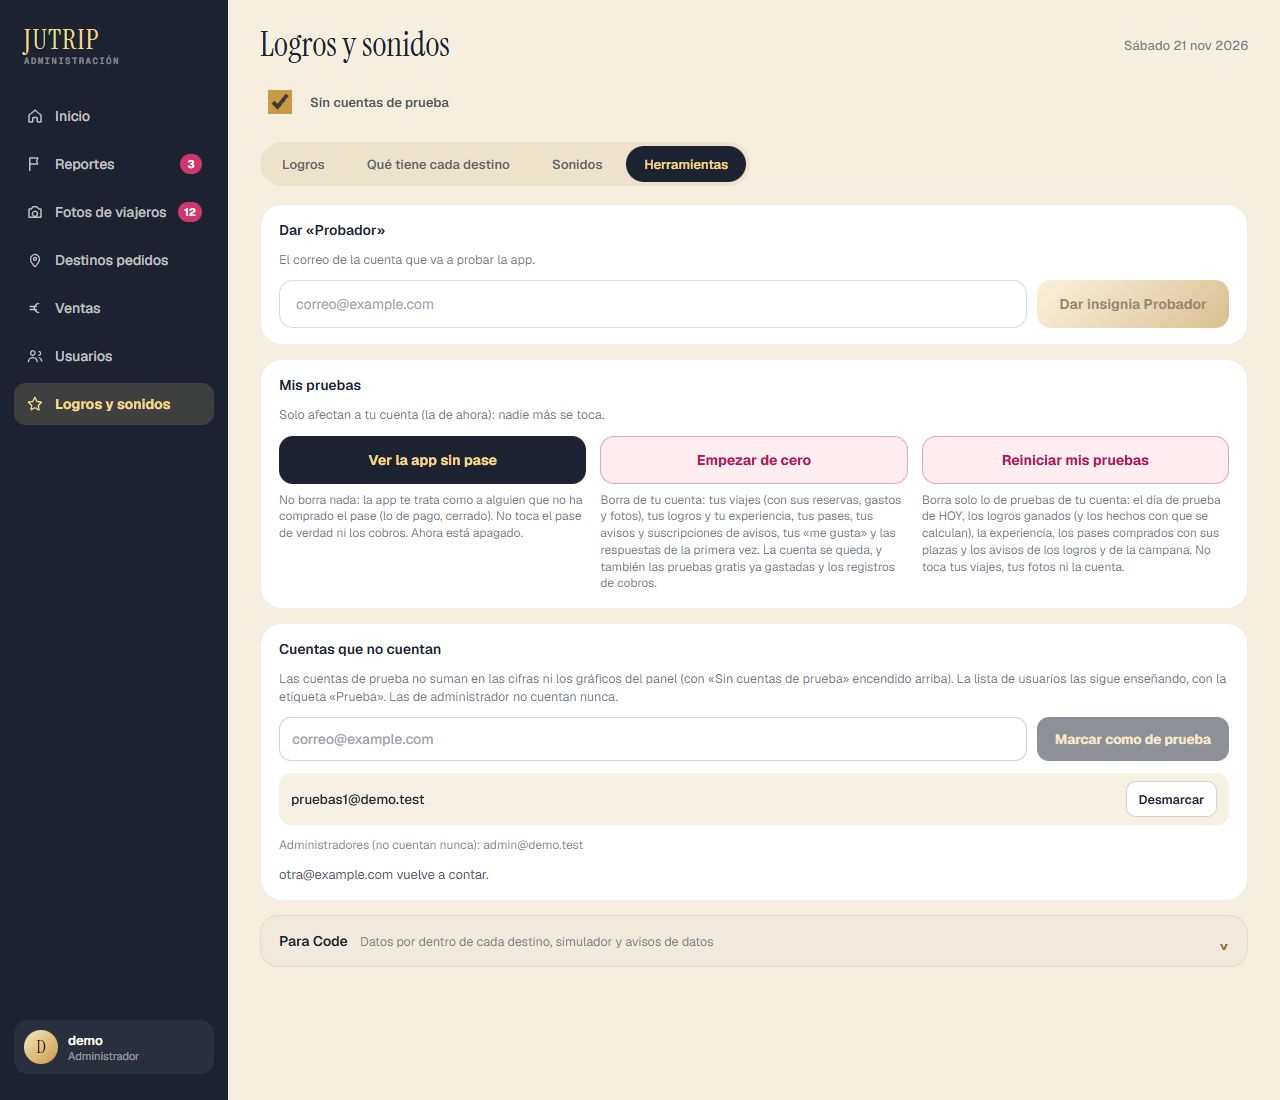 JUTRIP
ADMINISTRACIÓN
Inicio
Reportes
3
Fotos de viajeros
12
Destinos pedidos
Ventas
Usuarios
Logros y sonidos
demo
Administrador
D
Logros y sonidos
Sábado 21 nov 2026
Sin cuentas de prueba
Logros
Qué tiene cada destino
Sonidos
Herramientas
Dar «Probador»
El correo de la cuenta que va a probar la app.
correo@example.com
Dar insignia Probador
Mis pruebas
Solo afectan a tu cuenta (la de ahora): nadie más se toca.
Ver la app sin pase
No borra nada: la app te trata como a alguien que no ha
comprado el pase (lo de pago, cerrado). No toca el pase
de verdad ni los cobros. Ahora está apagado.
Empezar de cero
Borra de tu cuenta: tus viajes (con sus reservas, gastos
y fotos), tus logros y tu experiencia, tus pases, tus
avisos y suscripciones de avisos, tus «me gusta» y las
respuestas de la primera vez. La cuenta se queda, y
también las pruebas gratis ya gastadas y los registros
de cobros.
Reiniciar mis pruebas
Borra solo lo de pruebas de tu cuenta: el día de prueba
de HOY, los logros ganados (y los hechos con que se
calculan), la experiencia, los pases comprados con sus
plazas y los avisos de los logros y de la campana. No
toca tus viajes, tus fotos ni la cuenta.
Cuentas que no cuentan
Las cuentas de prueba no suman en las cifras ni los gráficos del panel (con «Sin cuentas de prueba» encendido arriba). La lista de usuarios las sigue enseñando, con la
etiqueta «Prueba». Las de administrador no cuentan nunca.
correo@example.com
Marcar como de prueba
pruebas1@demo.test
Desmarcar
Administradores (no cuentan nunca): admin@demo.test
otra@example.com vuelve a contar.
Para Code
Datos por dentro de cada destino, simulador y avisos de datos
v